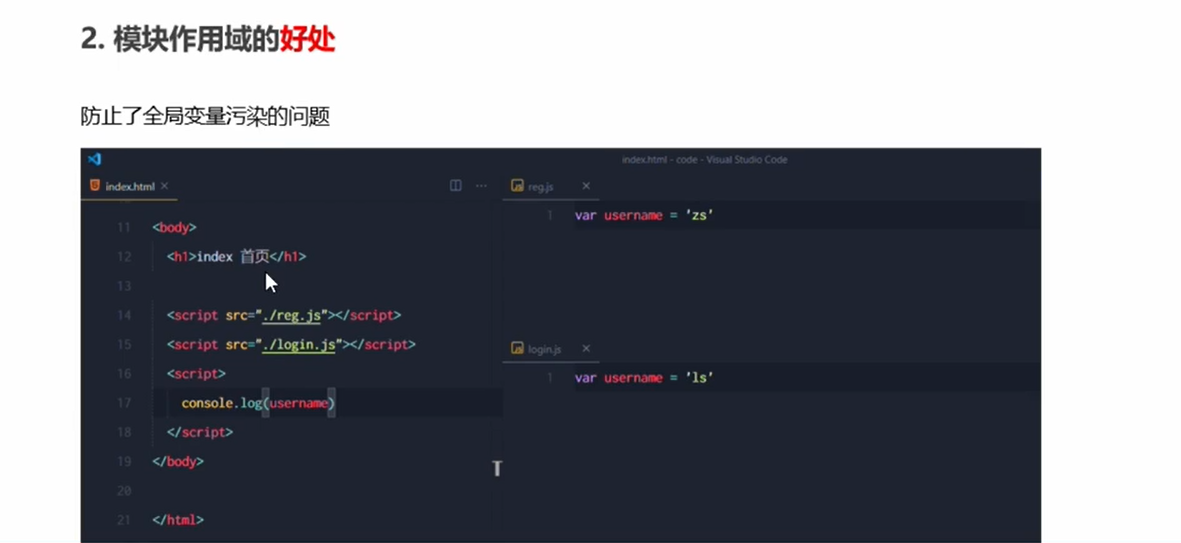 2. 模块作用域的好处
防止了全局变量污染的问题
index.html - code - Visual Studio Code
index.html
11 <body>
12 <h1>index 首页</h1>
13
14 <script src="./reg.js"></script>
15 <script src="./login.js"></script>
16 <script>
17 console.log(username)
18 </script>
19 </body>
20
21 </html>
reg.js
1 var username = 'zs'
login.js
1 var username = 'ls'